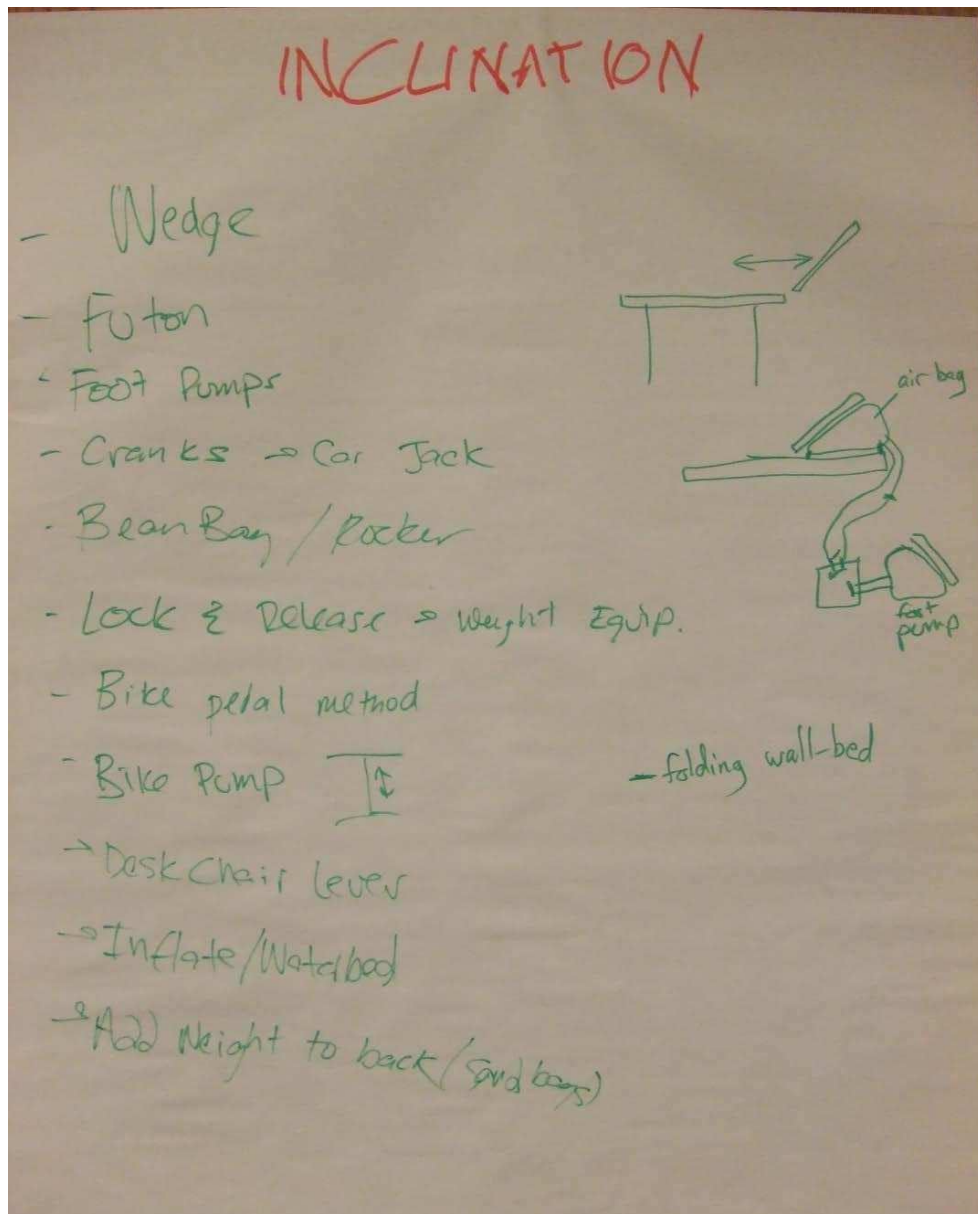 INCLINATION
- Wedge
- Futon
- Foot Pumps
- Cranks → Car Jack
- Bean Bag / Rocker
- Lock & Release → weight Equip.
- Bike pedal method
- Bike Pump
→ Desk Chair lever
→ Inflate/Waterbed
→ Add Weight to back (Sand bags)
air bag
foot
pump
- folding wall-bed